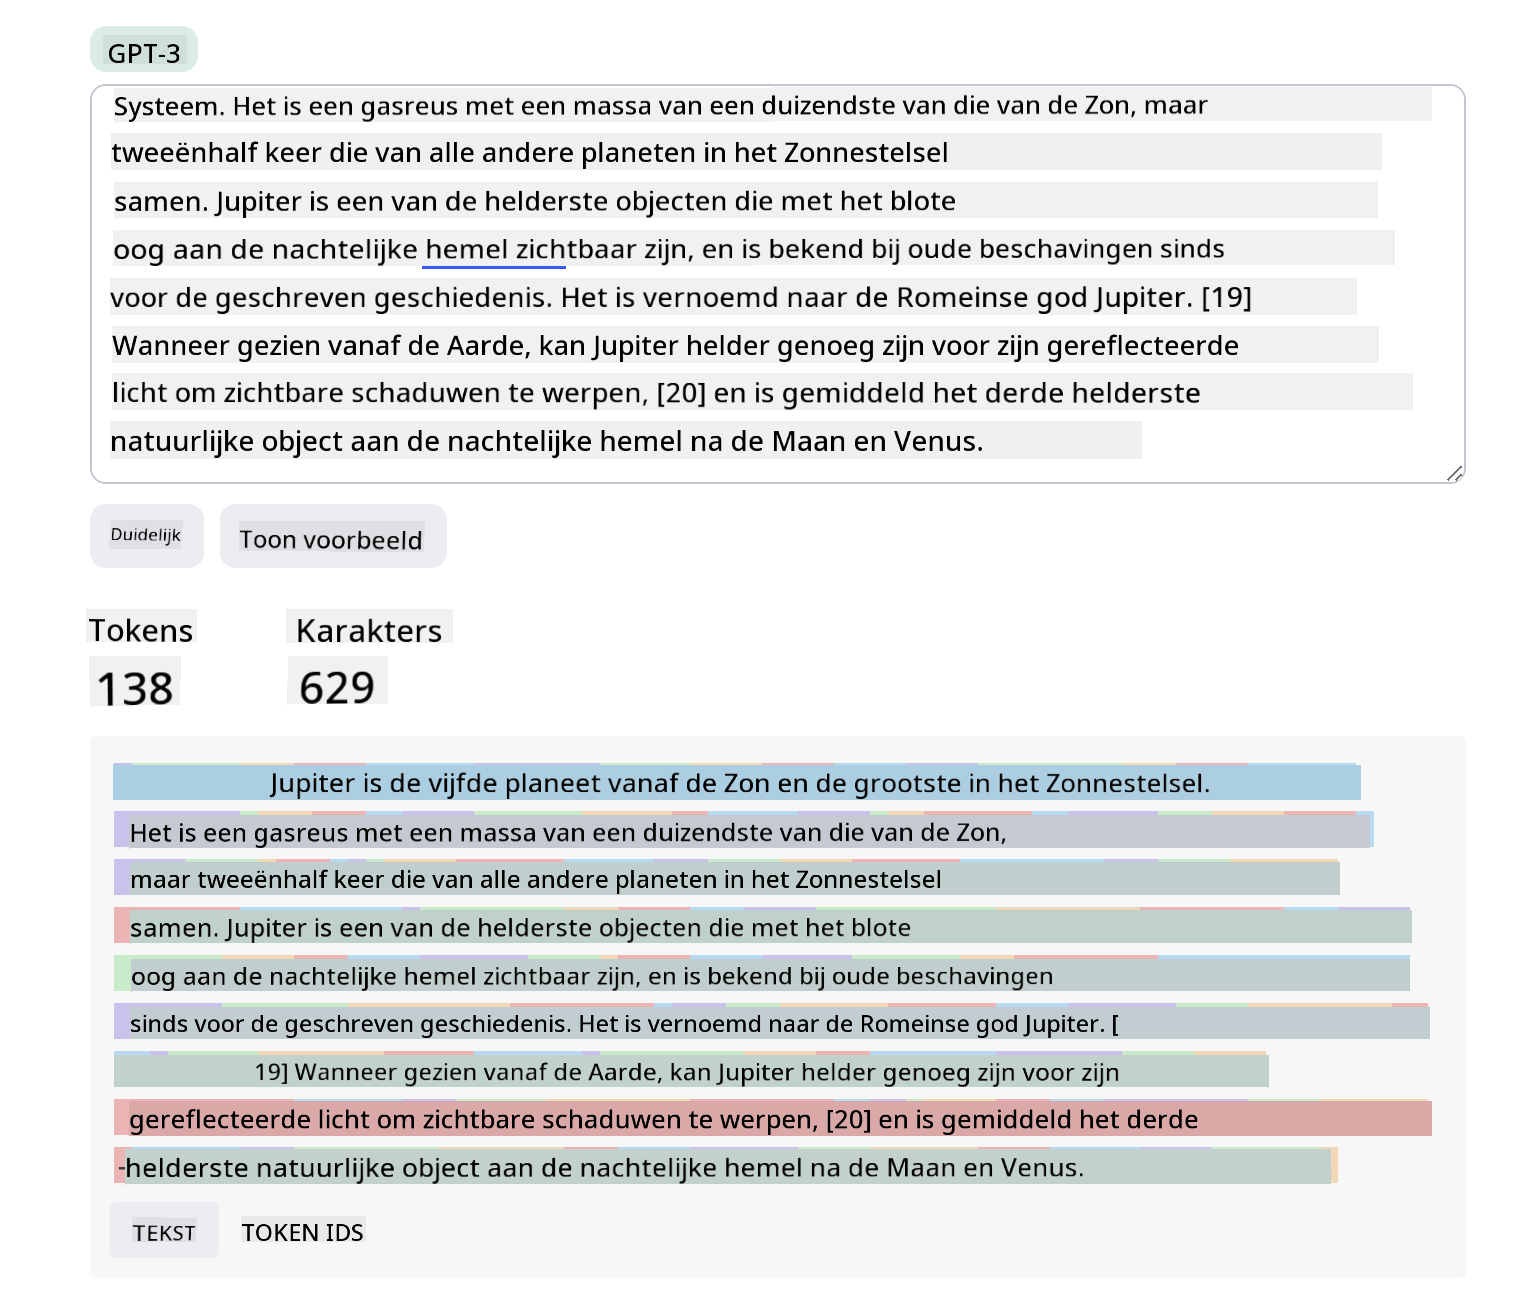 GPT-3
Systeem. Het is een gasreus met een massa van een duizendste van die van de Zon, maar
tweeënhalf keer die van alle andere planeten in het Zonnestelsel
samen. Jupiter is een van de helderste objecten die met het blote
oog aan de nachtelijke hemel zichtbaar zijn, en is bekend bij oude beschavingen sinds
voor de geschreven geschiedenis. Het is vernoemd naar de Romeinse god Jupiter. [19]
Wanneer gezien vanaf de Aarde, kan Jupiter helder genoeg zijn voor zijn gereflecteerde
licht om zichtbare schaduwen te werpen, [20] en is gemiddeld het derde helderste
natuurlijke object aan de nachtelijke hemel na de Maan en Venus.
Duidelijk Toon voorbeeld
Tokens Karakters
138 629
Jupiter is de vijfde planeet vanaf de Zon en de grootste in het Zonnestelsel.
Het is een gasreus met een massa van een duizendste van die van de Zon,
maar tweeënhalf keer die van alle andere planeten in het Zonnestelsel
samen. Jupiter is een van de helderste objecten die met het blote
oog aan de nachtelijke hemel zichtbaar zijn, en is bekend bij oude beschavingen
sinds voor de geschreven geschiedenis. Het is vernoemd naar de Romeinse god Jupiter. [
19] Wanneer gezien vanaf de Aarde, kan Jupiter helder genoeg zijn voor zijn
gereflecteerde licht om zichtbare schaduwen te werpen, [20] en is gemiddeld het derde
-helderste natuurlijke object aan de nachtelijke hemel na de Maan en Venus.
TEKST TOKEN IDS